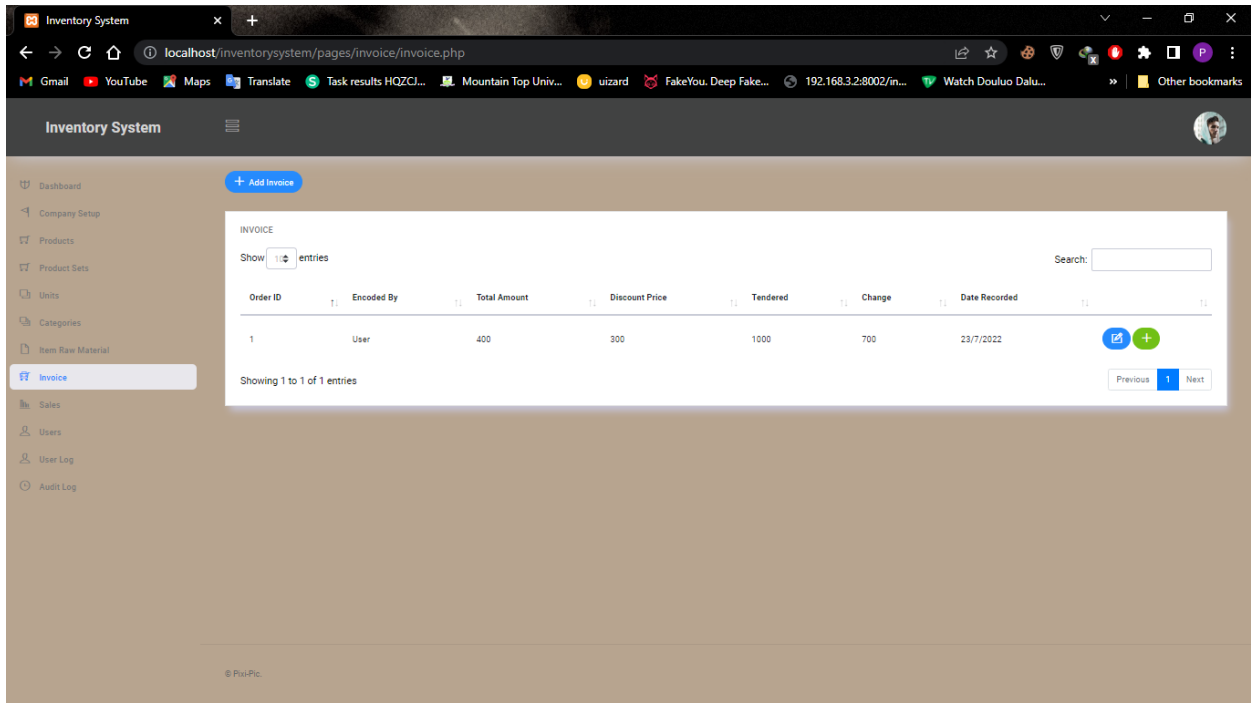 Inventory System
localhost/inventorysystem/pages/invoice/invoice.php
P
Gmail YouTube Maps Translate Task results HQZCJ... Mountain Top Univ... uizard FakeYou. Deep Fake... 192.168.3.2:8002/in... Watch Douluo Dalu... » Other bookmarks
Inventory System
Dashboard
Company Setup
Products
Product Sets
Units
Categories
Item Raw Material
Invoice
Sales
Users
User Log
Audit Log
+ Add Invoice
INVOICE
Show 10 entries Search:
Order ID Encoded By Total Amount Discount Price Tendered Change Date Recorded
1 User 400 300 1000 700 23/7/2022
Showing 1 to 1 of 1 entries Previous 1 Next
© Pixi-Pic.